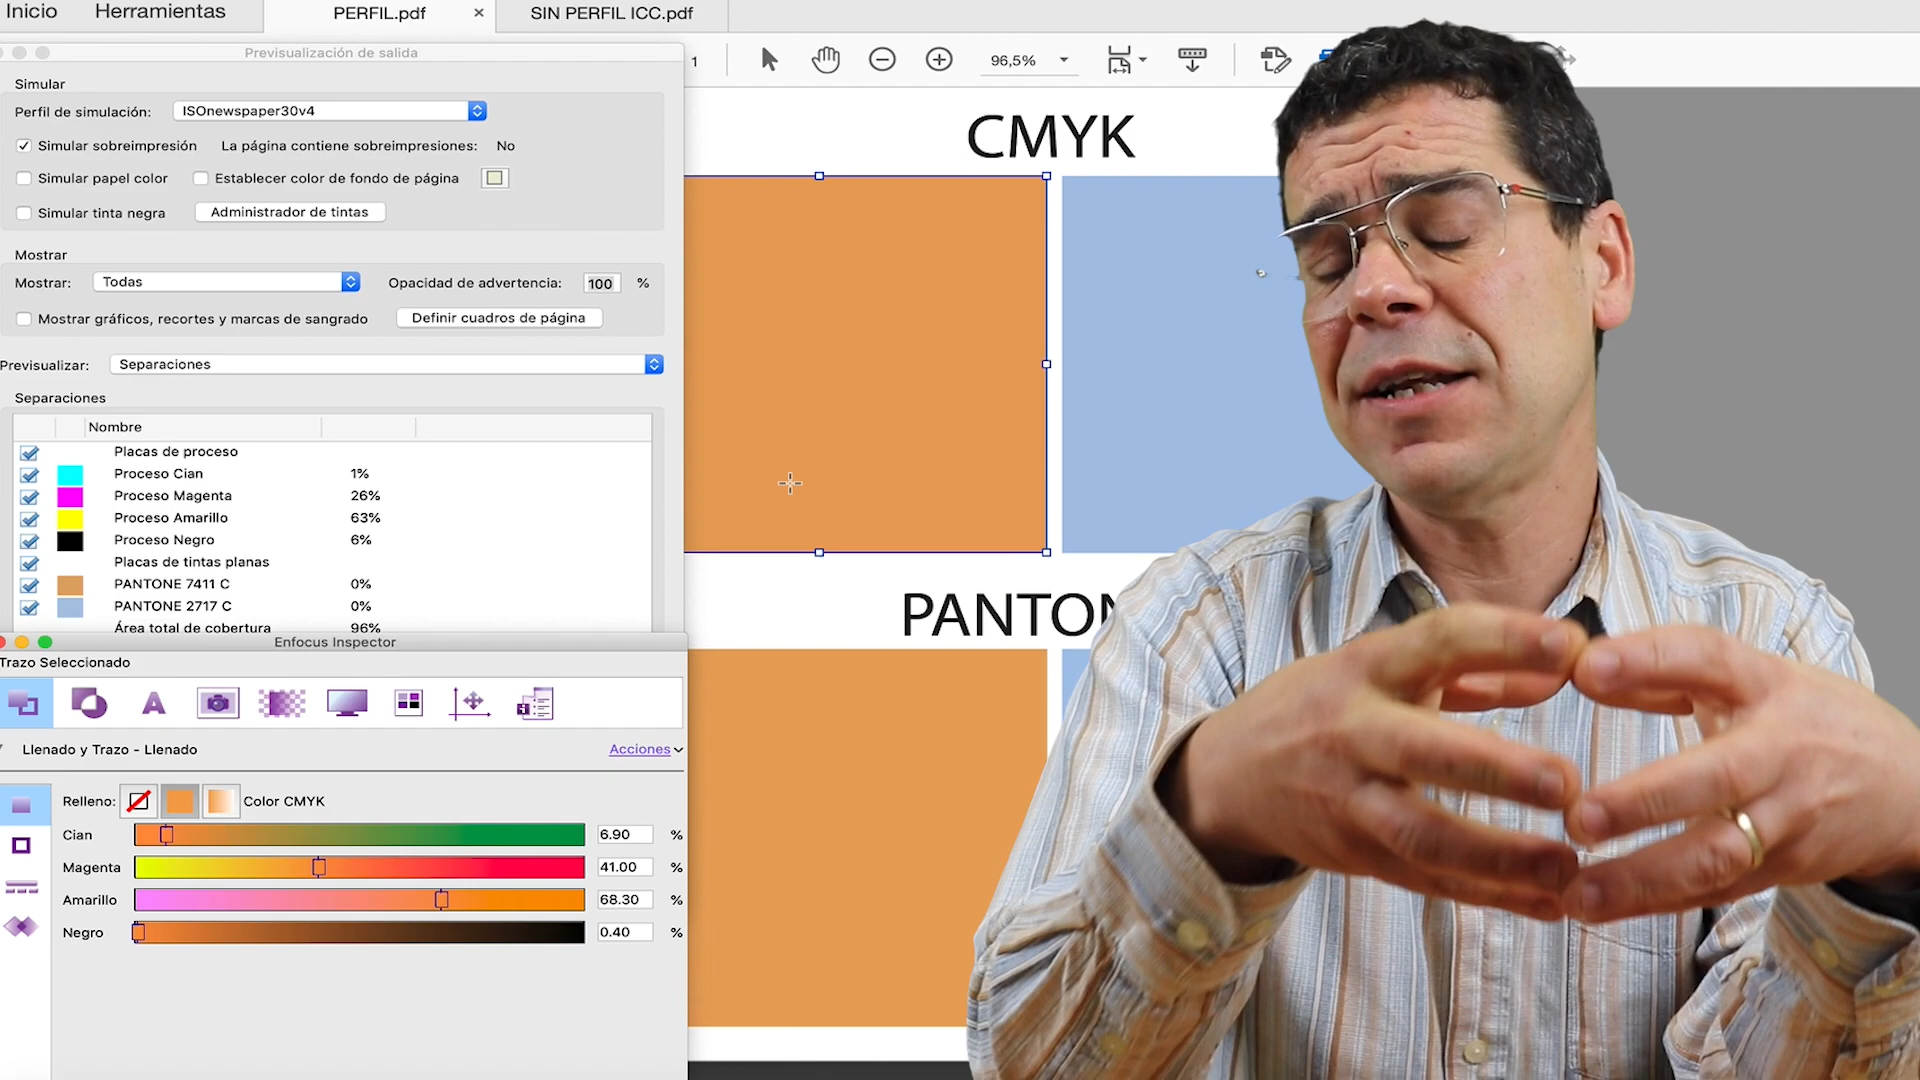 Inicio Herramientas PERFIL.pdf × SIN PERFIL ICC.pdf
Previsualización de salida
1 96,5%
Simular
Perfil de simulación: ISOnewspaper30v4
Simular sobreimpresión La página contiene sobreimpresiones: No
Simular papel color Establecer color de fondo de página
Simular tinta negra Administrador de tintas
Mostrar
Mostrar: Todas Opacidad de advertencia: 100 %
Mostrar gráficos, recortes y marcas de sangrado Definir cuadros de página
Previsualizar: Separaciones
Separaciones
Nombre
Placas de proceso
Proceso Cian 1%
Proceso Magenta 26%
Proceso Amarillo 63%
Proceso Negro 6%
Placas de tintas planas
PANTONE 7411 C 0%
PANTONE 2717 C 0%
Área total de cobertura 96%
Enfocus Inspector
Trazo Seleccionado
Llenado y Trazo - Llenado Acciones
Relleno: Color CMYK
Cian 6.90 %
Magenta 41.00 %
Amarillo 68.30 %
Negro 0.40 %
CMYK
PANTON